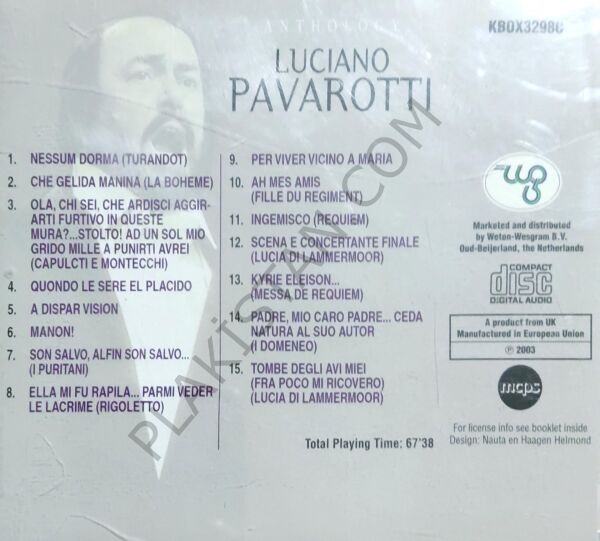 ANTHOLOGY
KBOX3298C
LUCIANO
PAVAROTTI
1. NESSUM DORMA (TURANDOT)
2. CHE GELIDA MANINA (LA BOHEME)
3. OLA, CHI SEI, CHE ARDISCI AGGIR-
ARTI FURTIVO IN QUESTE
MURA?...STOLTO! AD UN SOL MIO
GRIDO MILLE A PUNIRTI AVREI
(CAPULCTI E MONTECCHI)
4. QUONDO LE SERE EL PLACIDO
5. A DISPAR VISION
6. MANON!
7. SON SALVO, ALFIN SON SALVO...
(I PURITANI)
8. ELLA MI FU RAPILA... PARMI VEDER
LE LACRIME (RIGOLETTO)
9. PER VIVER VICINO A MARIA
10. AH MES AMIS
(FILLE DU REGIMENT)
11. INGEMISCO (REQUIEM)
12. SCENA E CONCERTANTE FINALE
(LUCIA DI LAMMERMOOR)
13. KYRIE ELEISON...
(MESSA DE REQUIEM)
14. PADRE, MIO CARO PADRE... CEDA
NATURA AL SUO AUTOR
(I DOMENEO)
15. TOMBE DEGLI AVI MIEI
(FRA POCO MI RICOVERO)
(LUCIA DI LAMMERMOOR)
Total Playing Time: 67'38
wg
Marketed and distributed
by Weton-Wesgram B.V.
Oud-Beijerland, the Netherlands
COMPACT
disc
DIGITAL AUDIO
A product from UK
Manufactured in European Union
℗ 2003
mcps
For license info see booklet inside
Design: Nauta en Haagen Helmond
PLAKİSTAN.COM